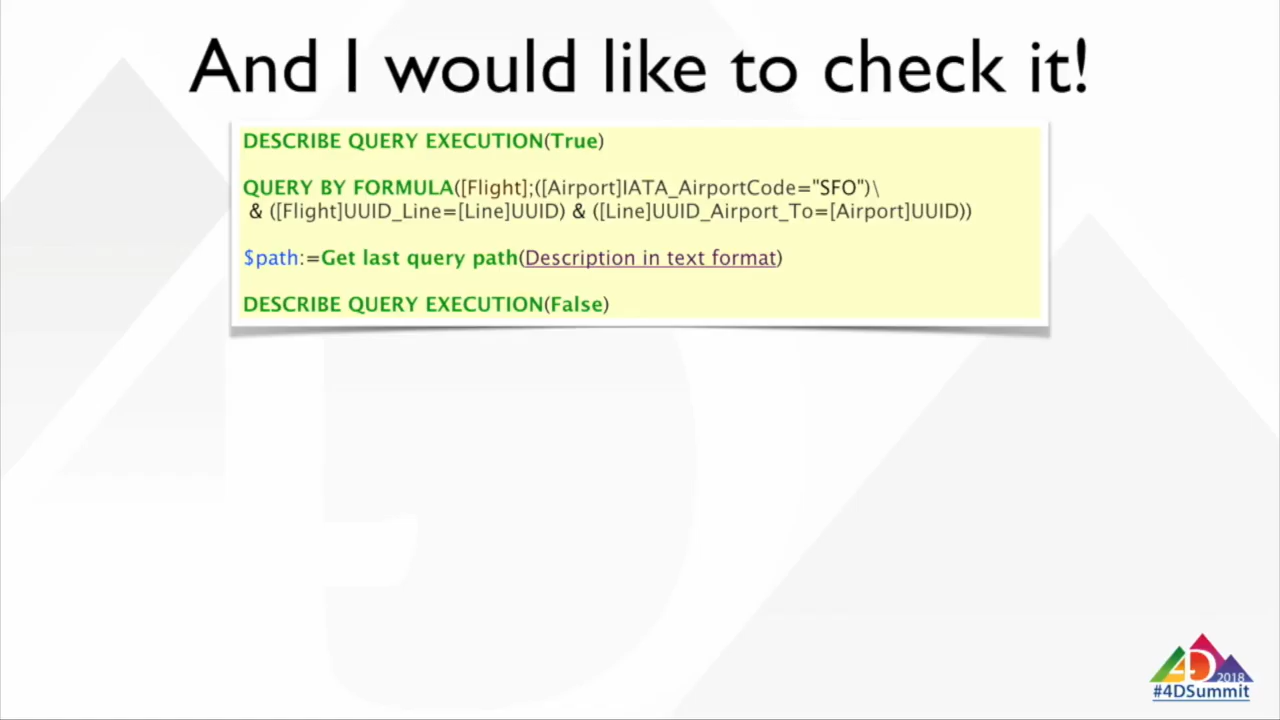 And I would like to check it!
DESCRIBE QUERY EXECUTION(True)
QUERY BY FORMULA([Flight];([Airport]IATA_AirportCode="SFO")\
& ([Flight]UUID_Line=[Line]UUID) & ([Line]UUID_Airport_To=[Airport]UUID))
$path:=Get last query path(Description in text format)
DESCRIBE QUERY EXECUTION(False)
4D
2018
#4DSummit